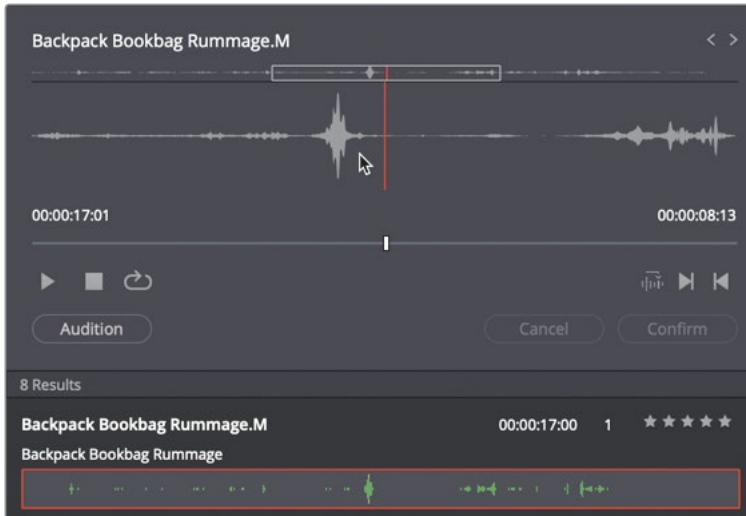 Backpack Bookbag Rummage.M
00:00:17:01 00:00:08:13
Audition Cancel Confirm
8 Results
Backpack Bookbag Rummage.M 00:00:17:00 1
Backpack Bookbag Rummage